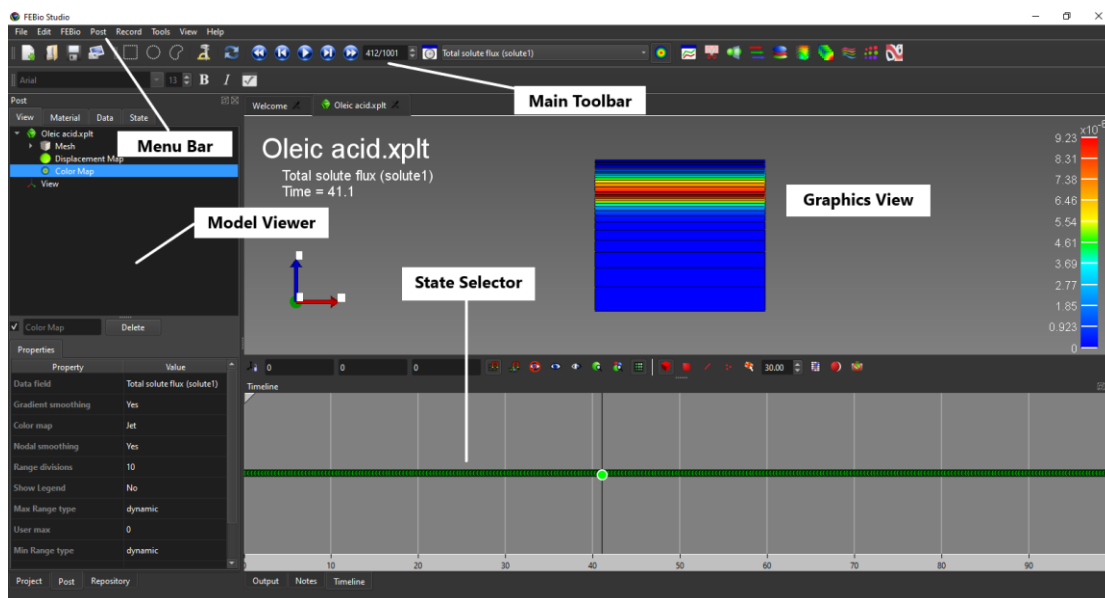 FEBio Studio
File Edit FEBio Post Record Tools View Help
412/1001 Total solute flux (solute1)
Arial 13 B I
Post
Welcome Oleic acid.xplt
Main Toolbar
View Material Data State
Oleic acid.xplt
Mesh
Displacement Map
Color Map
View
Menu Bar
Model Viewer
Oleic acid.xplt
Total solute flux (solute1)
Time = 41.1
State Selector
Graphics View
9.23
8.31
7.38
6.46
5.54
4.61
3.69
2.77
1.85
0.923
0
Color Map Delete
Properties
Property Value
Data field Total solute flux (solute1)
Gradient smoothing Yes
Color map Jet
Nodal smoothing Yes
Range divisions 10
Show Legend No
Max Range type dynamic
User max 0
Min Range type dynamic
0 0 0 30.00
Timeline
10 20 30 40 50 60 70 80 90
Project Post Repository
Output Notes Timeline